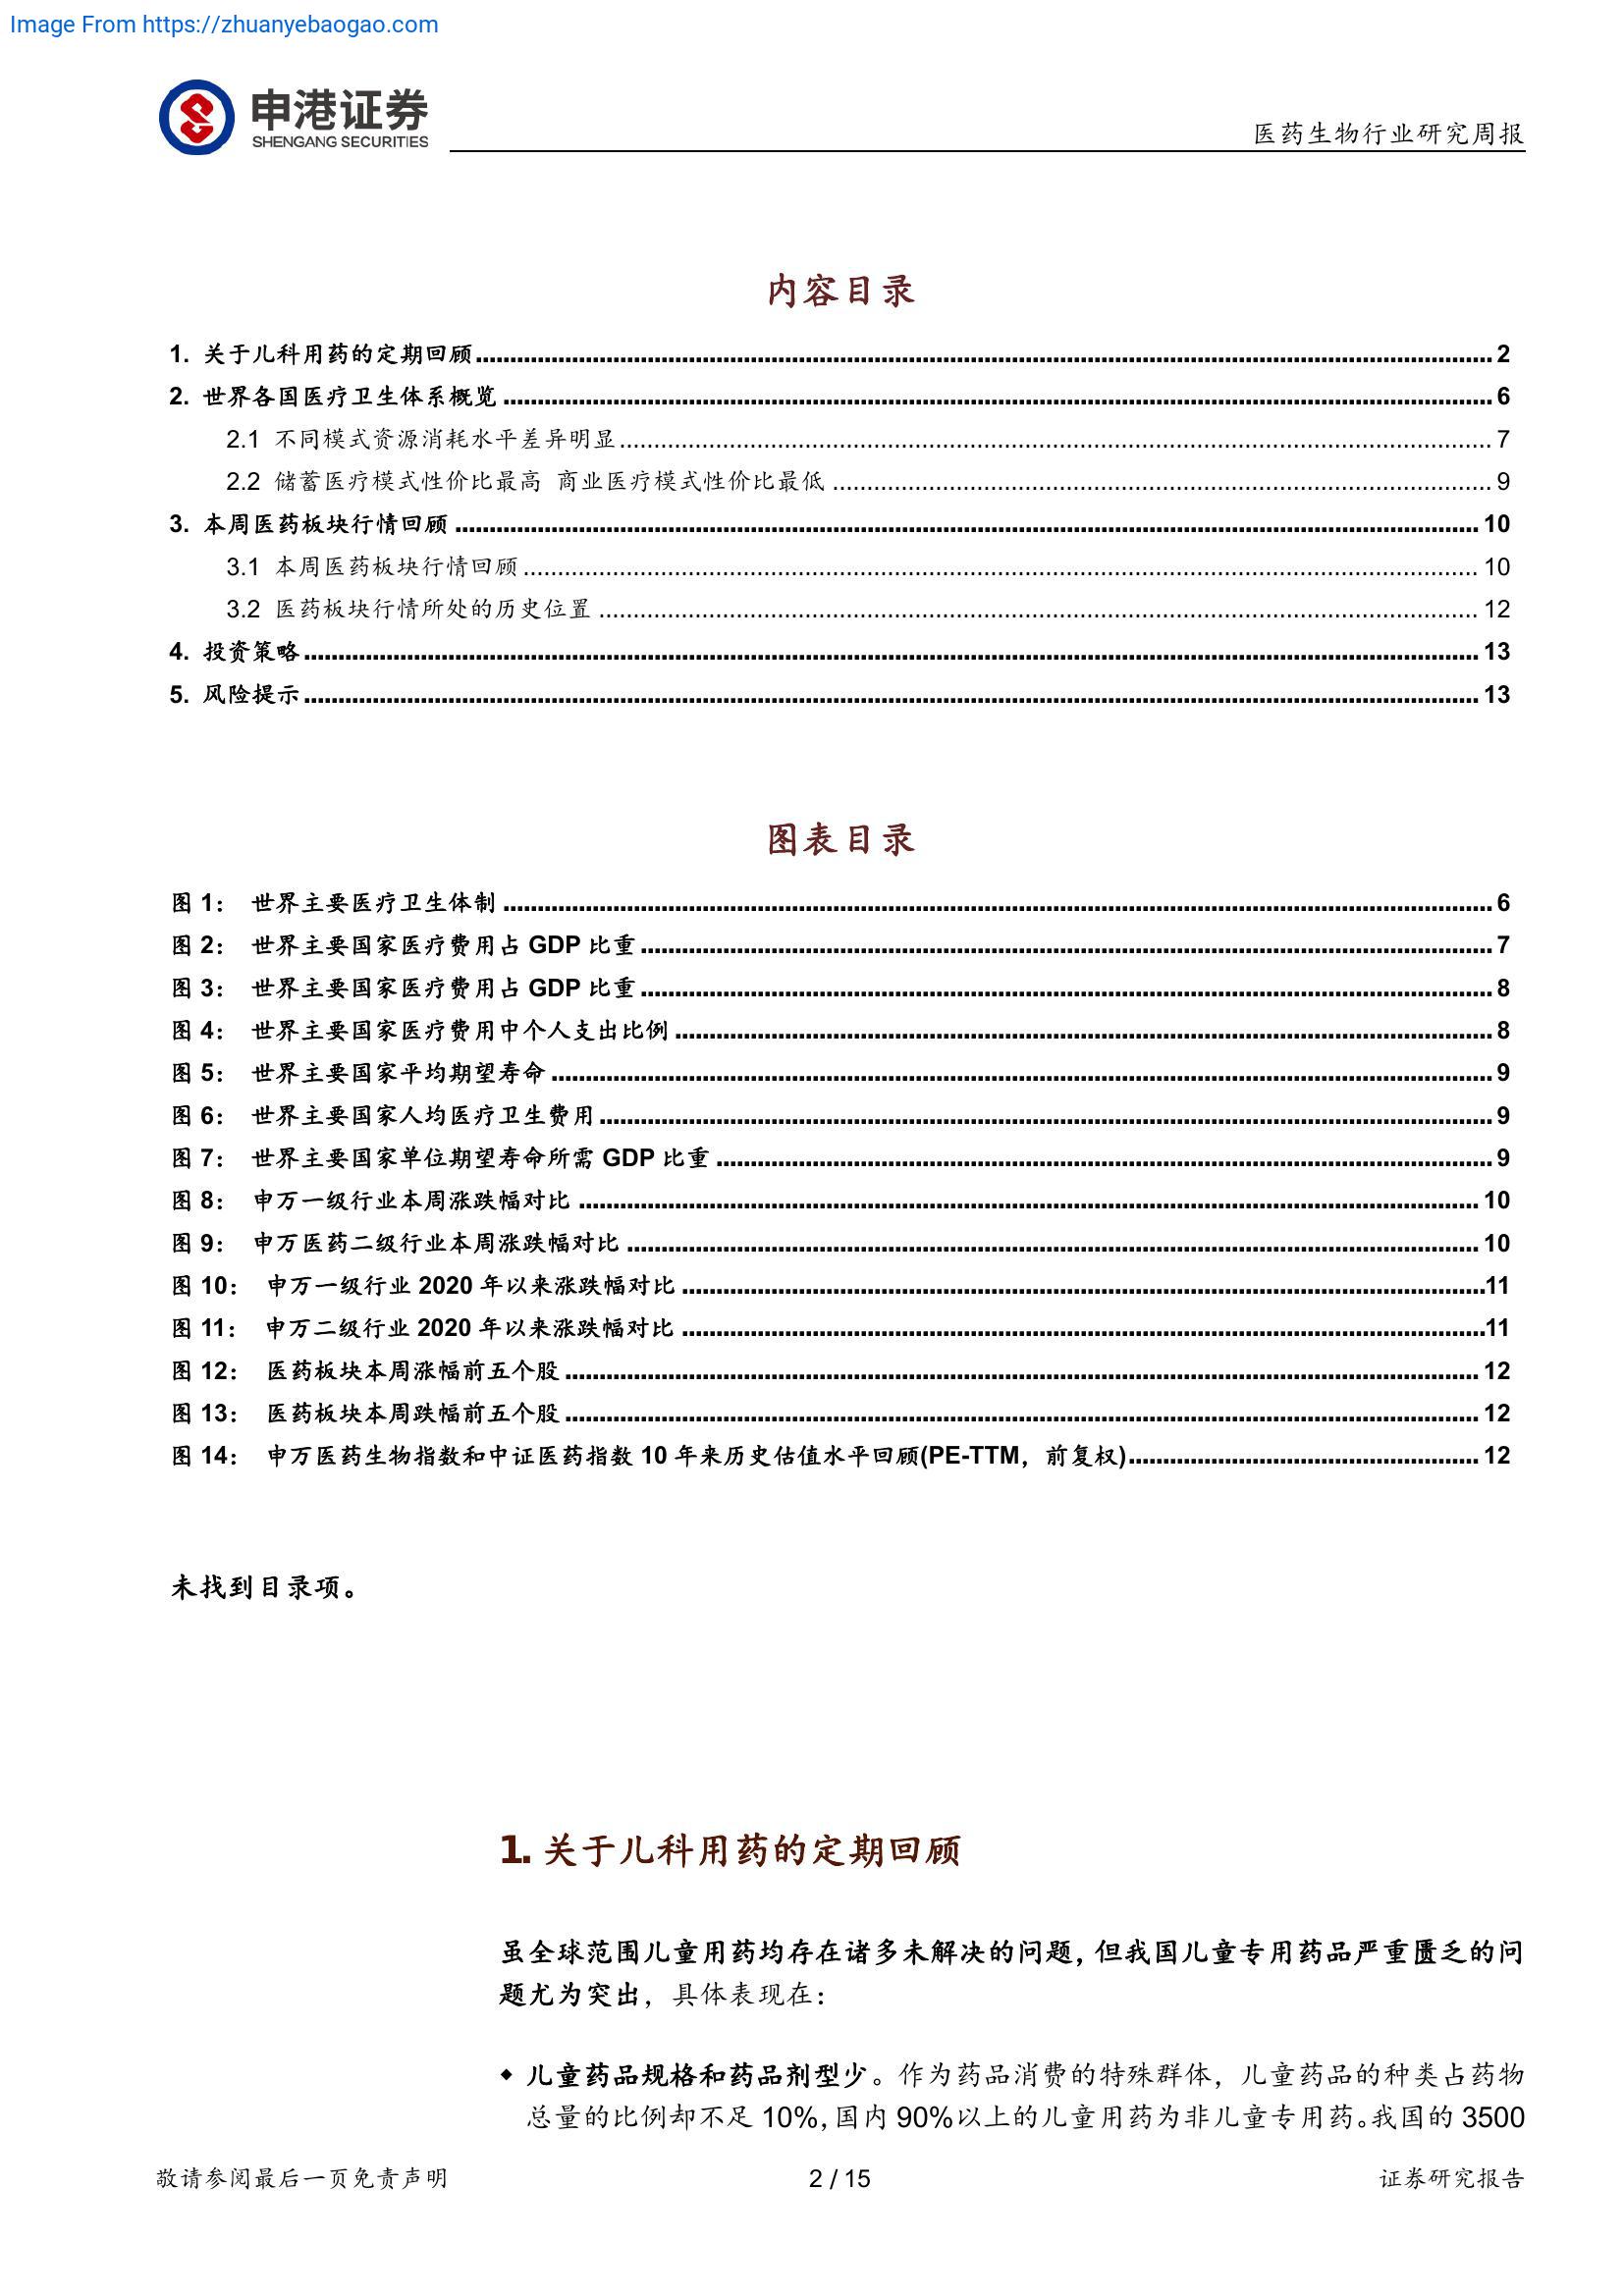 Image From https://zhuanyebaogao.com
申港证券
SHENGANG SECURITIES
医药生物行业研究周报
内容目录
1. 关于儿科用药的定期回顾 2
2. 世界各国医疗卫生体系概览 6
2.1 不同模式资源消耗水平差异明显 7
2.2 储蓄医疗模式性价比最高 商业医疗模式性价比最低 9
3. 本周医药板块行情回顾 10
3.1 本周医药板块行情回顾 10
3.2 医药板块行情所处的历史位置 12
4. 投资策略 13
5. 风险提示 13
图表目录
图 1： 世界主要医疗卫生体制 6
图 2： 世界主要国家医疗费用占 GDP 比重 7
图 3： 世界主要国家医疗费用占 GDP 比重 8
图 4： 世界主要国家医疗费用中个人支出比例 8
图 5： 世界主要国家平均期望寿命 9
图 6： 世界主要国家人均医疗卫生费用 9
图 7： 世界主要国家单位期望寿命所需 GDP 比重 9
图 8： 申万一级行业本周涨跌幅对比 10
图 9： 申万医药二级行业本周涨跌幅对比 10
图 10： 申万一级行业 2020 年以来涨跌幅对比 11
图 11： 申万二级行业 2020 年以来涨跌幅对比 11
图 12： 医药板块本周涨幅前五个股 12
图 13： 医药板块本周跌幅前五个股 12
图 14： 申万医药生物指数和中证医药指数 10 年来历史估值水平回顾(PE-TTM，前复权) 12
未找到目录项。
1. 关于儿科用药的定期回顾
虽全球范围儿童用药均存在诸多未解决的问题，但我国儿童专用药品严重匮乏的问
题尤为突出，具体表现在：
◆ 儿童药品规格和药品剂型少。作为药品消费的特殊群体，儿童药品的种类占药物
总量的比例却不足 10%，国内 90%以上的儿童用药为非儿童专用药。我国的 3500
敬请参阅最后一页免责声明
2 / 15
证券研究报告